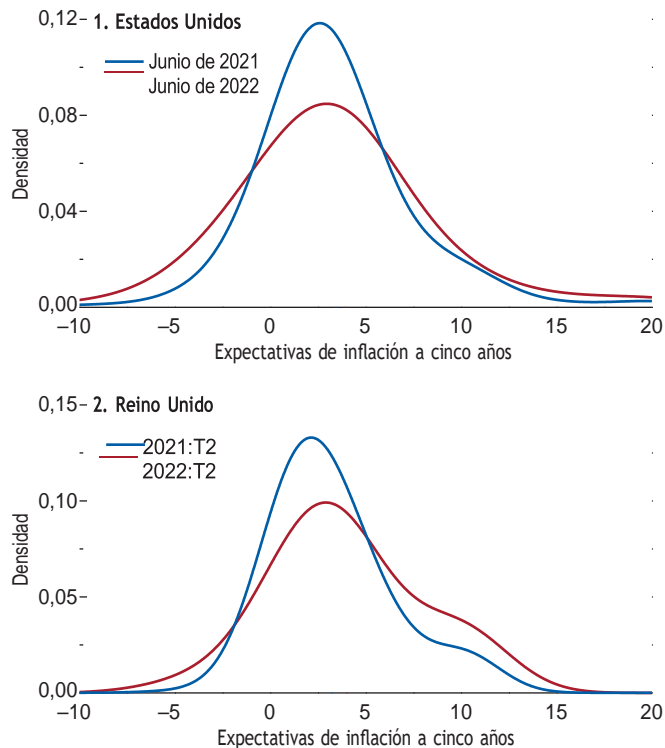 1. Estados Unidos
Junio de 2021
Junio de 2022
Densidad
0,12
0,08
0,04
0,00
–10 –5 0 5 10 15 20
Expectativas de inflación a cinco años
2. Reino Unido
2021:T2
2022:T2
Densidad
0,15
0,10
0,05
0,00
–10 –5 0 5 10 15 20
Expectativas de inflación a cinco años